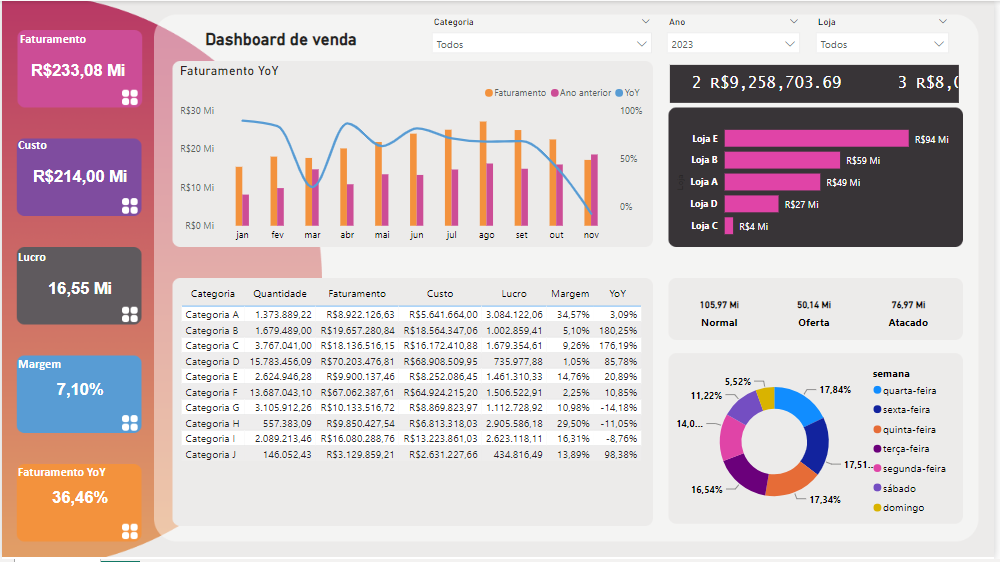 Dashboard de venda
Categoria
Todos
Ano
2023
Loja
Todos
Faturamento
R$233,08 Mi
Custo
R$214,00 Mi
Lucro
16,55 Mi
Margem
7,10%
Faturamento YoY
36,46%
Faturamento YoY
Faturamento Ano anterior YoY
R$30 Mi
R$20 Mi
R$10 Mi
R$0 Mi
100%
50%
0%
jan fev mar abr mai jun jul ago set out nov
2 R$9,258,703.69 3 R$8,0
Loja E R$94 Mi
Loja B R$59 Mi
Loja A R$49 Mi
Loja D R$27 Mi
Loja C R$4 Mi
Categoria Quantidade Faturamento Custo Lucro Margem YoY
Categoria A 1.373.889,22 R$8.922.126,63 R$5.641.664,00 3.084.122,06 34,57% 3,09%
Categoria B 1.679.489,00 R$19.657.280,84 R$18.564.347,06 1.002.859,41 5,10% 180,25%
Categoria C 3.767.041,00 R$18.136.516,15 R$16.172.410,88 1.679.354,61 9,26% 176,19%
Categoria D 15.783.456,09 R$70.203.476,81 R$68.908.509,95 735.977,88 1,05% 85,78%
Categoria E 2.624.946,28 R$9.900.137,46 R$8.252.086,45 1.461.310,33 14,76% 20,89%
Categoria F 13.687.043,10 R$67.062.387,61 R$64.924.215,20 1.506.522,91 2,25% 10,85%
Categoria G 3.105.912,26 R$10.133.516,72 R$8.869.823,97 1.112.728,92 10,98% -14,18%
Categoria H 557.383,09 R$9.850.427,54 R$6.813.318,03 2.905.586,18 29,50% -11,05%
Categoria I 2.089.213,46 R$16.080.288,76 R$13.223.861,03 2.623.118,11 16,31% -8,76%
Categoria J 146.052,43 R$3.129.859,21 R$2.631.227,66 434.816,49 13,89% 98,38%
105,97 Mi
Normal
50,14 Mi
Oferta
76,97 Mi
Atacado
5,52%
11,22%
14,0...
16,54%
17,84%
17,51...
17,34%
semana
quarta-feira
sexta-feira
quinta-feira
terça-feira
segunda-feira
sábado
domingo